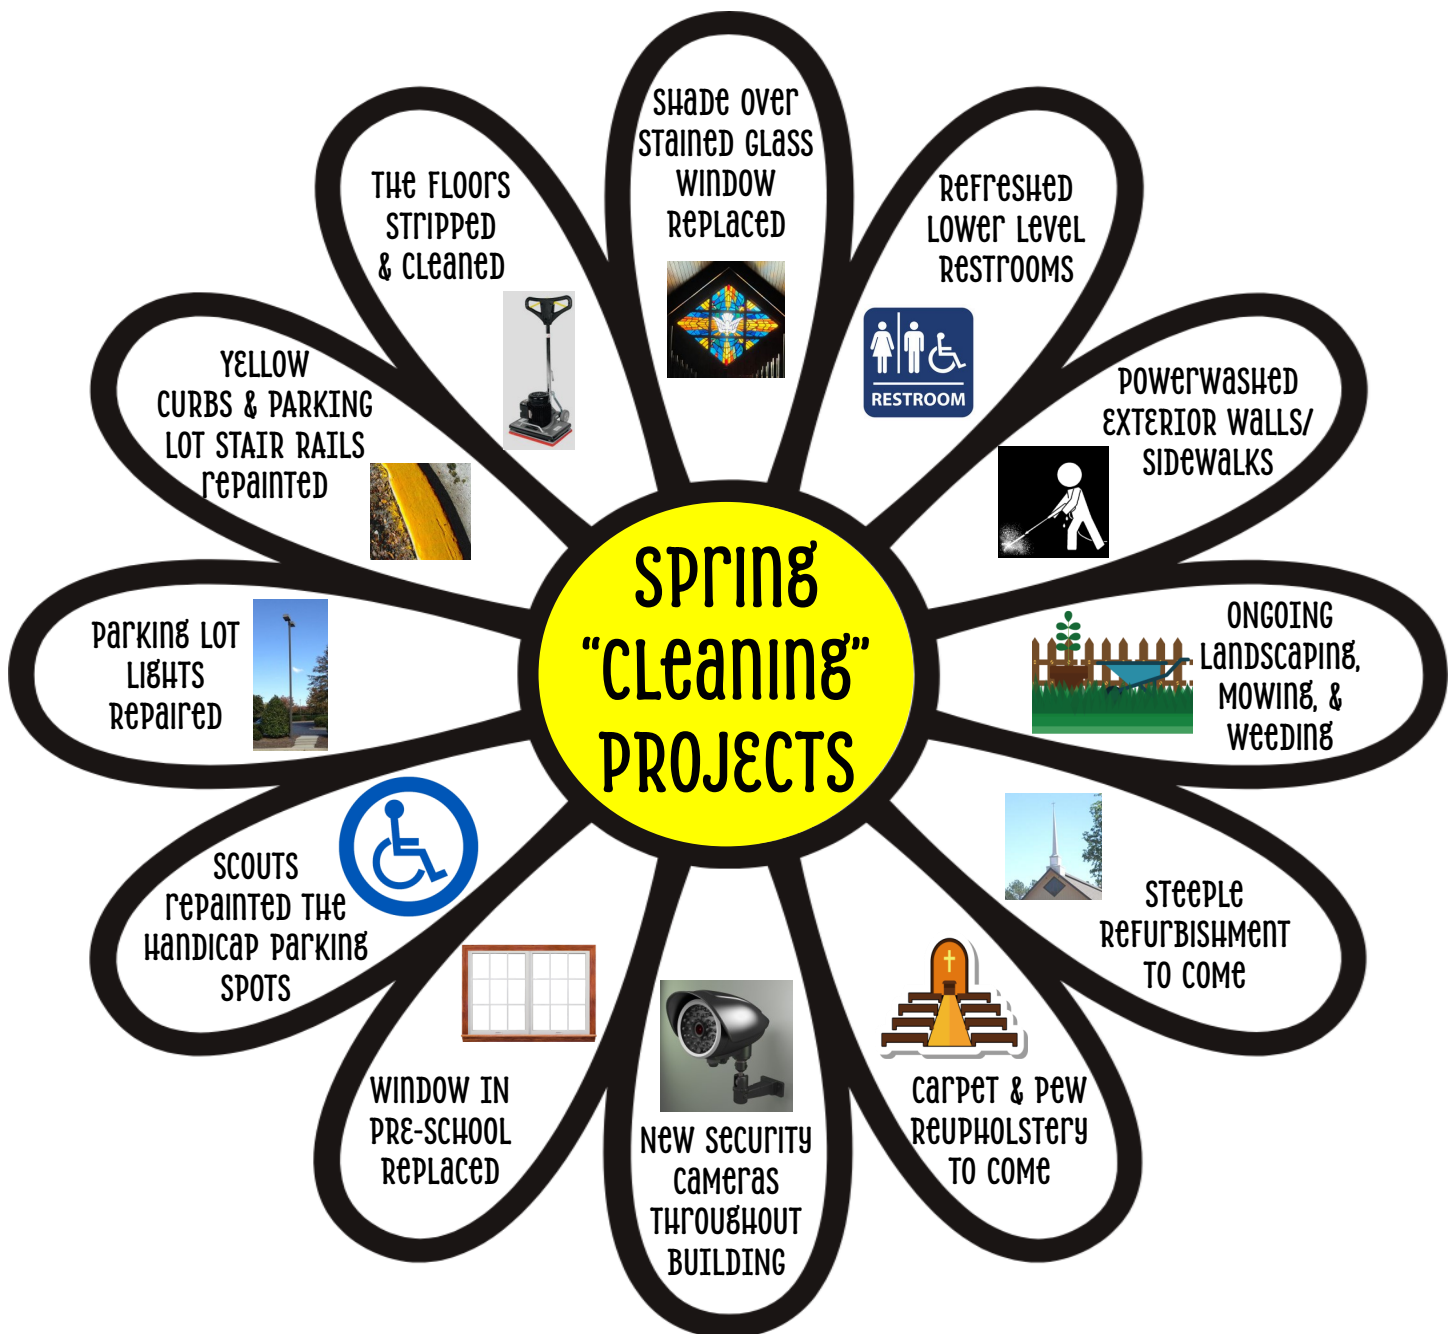 SHADE OVER
STAINED GLASS
WINDOW
REPLACED
REFRESHED
LOWER LEVEL
RESTROOMS
RESTROOM
POWERWASHED
EXTERIOR WALLS/
SIDEWALKS
ONGOING
LANDSCAPING,
MOWING, &
WEEDING
STEEPLE
REFURBISHMENT
TO COME
CARPET & PEW
REUPHOLSTERY
TO COME
NEW SECURITY
CAMERAS
THROUGHOUT
BUILDING
WINDOW IN
PRE-SCHOOL
REPLACED
SCOUTS
REPAINTED THE
HANDICAP PARKING
SPOTS
PARKING LOT
LIGHTS
REPAIRED
YELLOW
CURBS & PARKING
LOT STAIR RAILS
REPAINTED
THE FLOORS
STRIPPED
& CLEANED
SPRING
“CLEANING”
PROJECTS